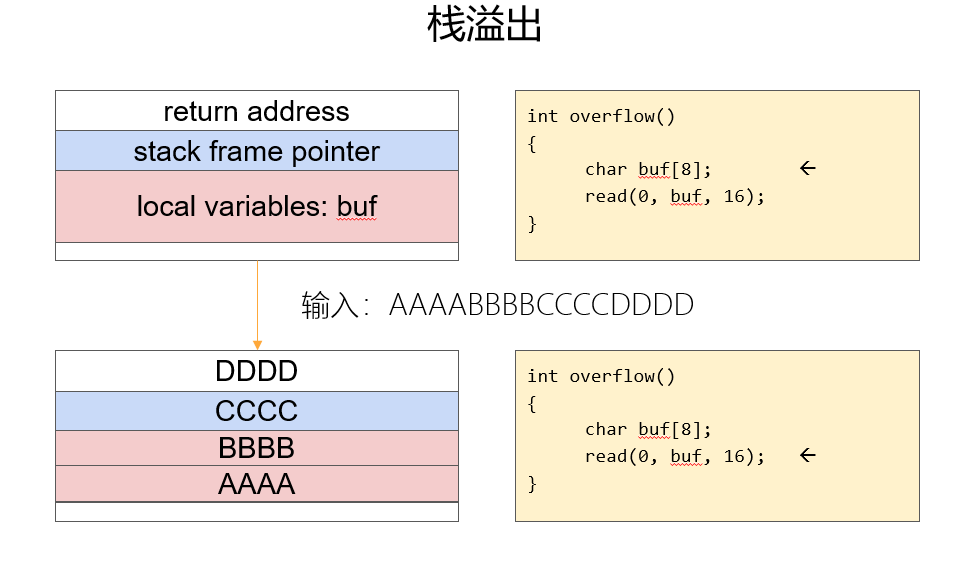 栈溢出
return address
stack frame pointer
local variables: buf
int overflow()
{
char buf[8]; ←
read(0, buf, 16);
}
输入：AAAABBBBCCCCDDDD
DDDD
CCCC
BBBB
AAAA
int overflow()
{
char buf[8];
read(0, buf, 16); ←
}